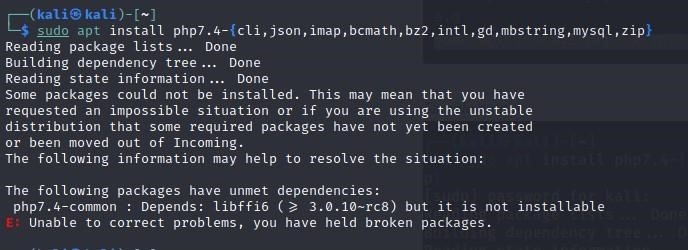 ┌──(kali㉿kali)-[~]
└─$ sudo apt install php7.4-{cli,json,imap,bcmath,bz2,intl,gd,mbstring,mysql,zip}
Reading package lists... Done
Building dependency tree... Done
Reading state information... Done
Some packages could not be installed. This may mean that you have
requested an impossible situation or if you are using the unstable
distribution that some required packages have not yet been created
or been moved out of Incoming.
The following information may help to resolve the situation:

The following packages have unmet dependencies:
 php7.4-common : Depends: libffi6 (≥ 3.0.10~rc8) but it is not installable
E: Unable to correct problems, you have held broken packages.